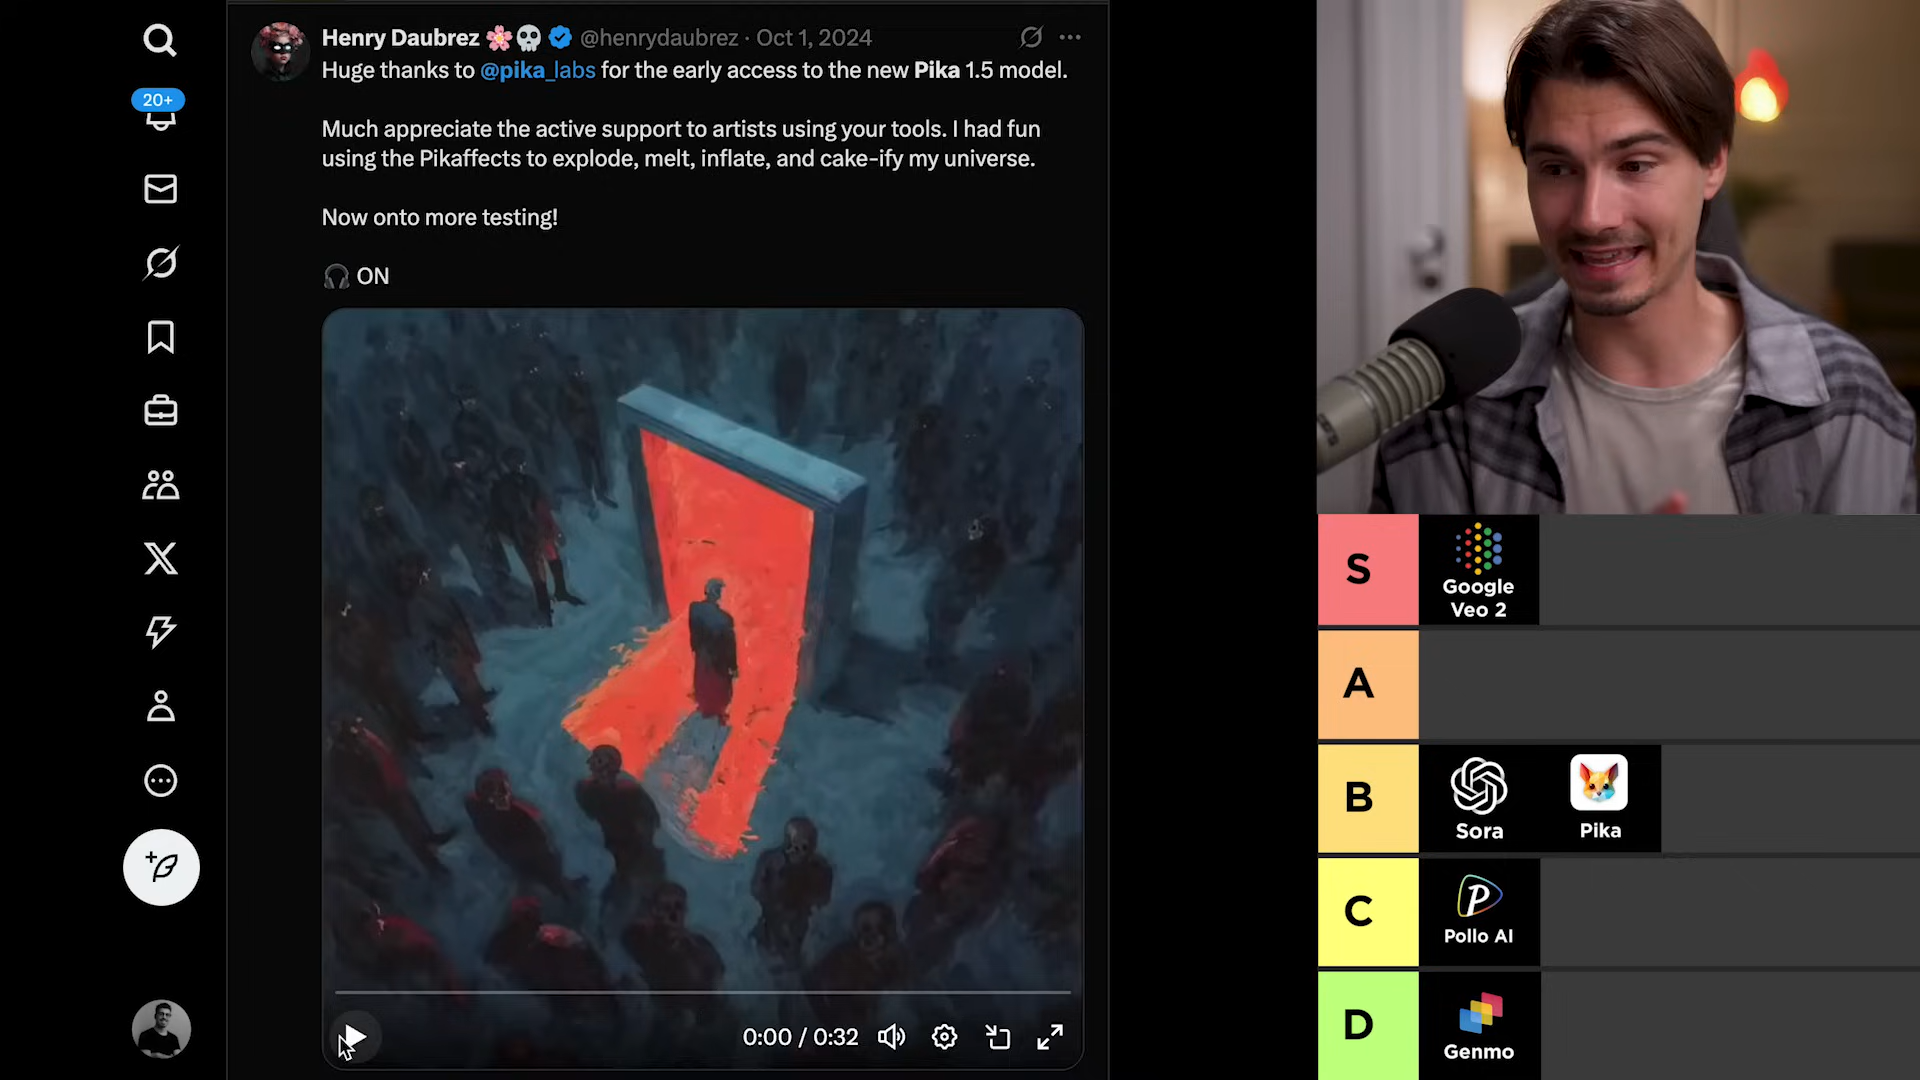 Henry Daubrez 🌸💀 @henrydaubrez · Oct 1, 2024
Huge thanks to @pika_labs for the early access to the new Pika 1.5 model.
Much appreciate the active support to artists using your tools. I had fun
using the Pikaffects to explode, melt, inflate, and cake-ify my universe.
Now onto more testing!
🎧 ON
0:00 / 0:32
20+
S
Google
Veo 2
A
B
Sora
Pika
C
P
Pollo AI
D
Genmo